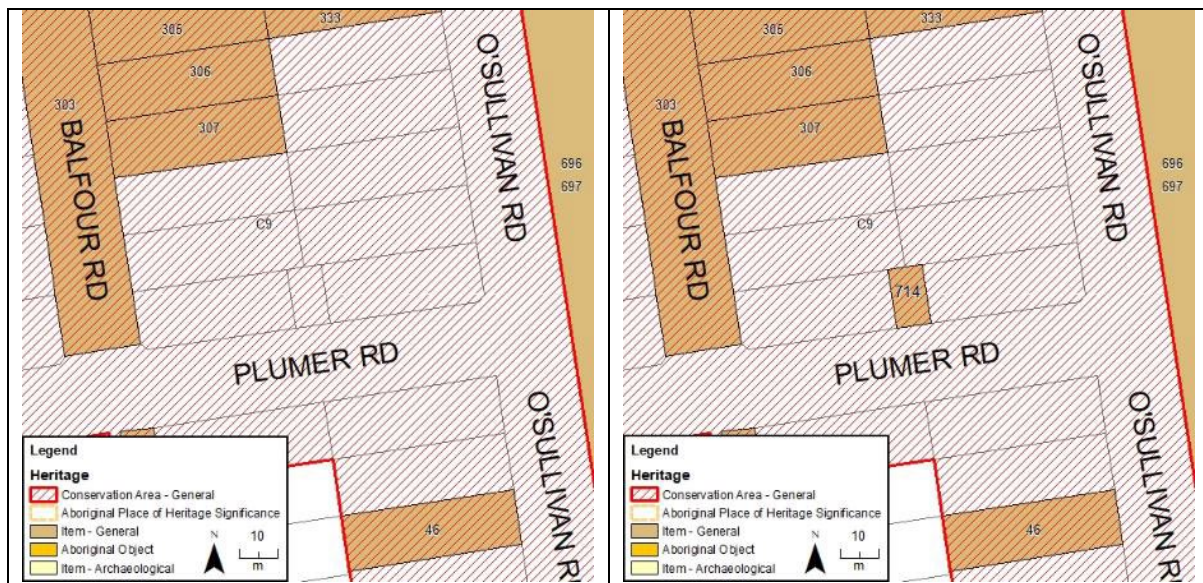 305
333
306
303
307
BALFOUR RD
O'SULLIVAN RD
696
697
C9
PLUMER RD
O'SULLIVAN RD
46
Legend
Heritage
Conservation Area - General
Aboriginal Place of Heritage Significance
Item - General
Aboriginal Object
Item - Archaeological
N
10
m
305
333
306
303
307
BALFOUR RD
O'SULLIVAN RD
696
697
C9
714
PLUMER RD
O'SULLIVAN RD
46
Legend
Heritage
Conservation Area - General
Aboriginal Place of Heritage Significance
Item - General
Aboriginal Object
Item - Archaeological
N
10
m